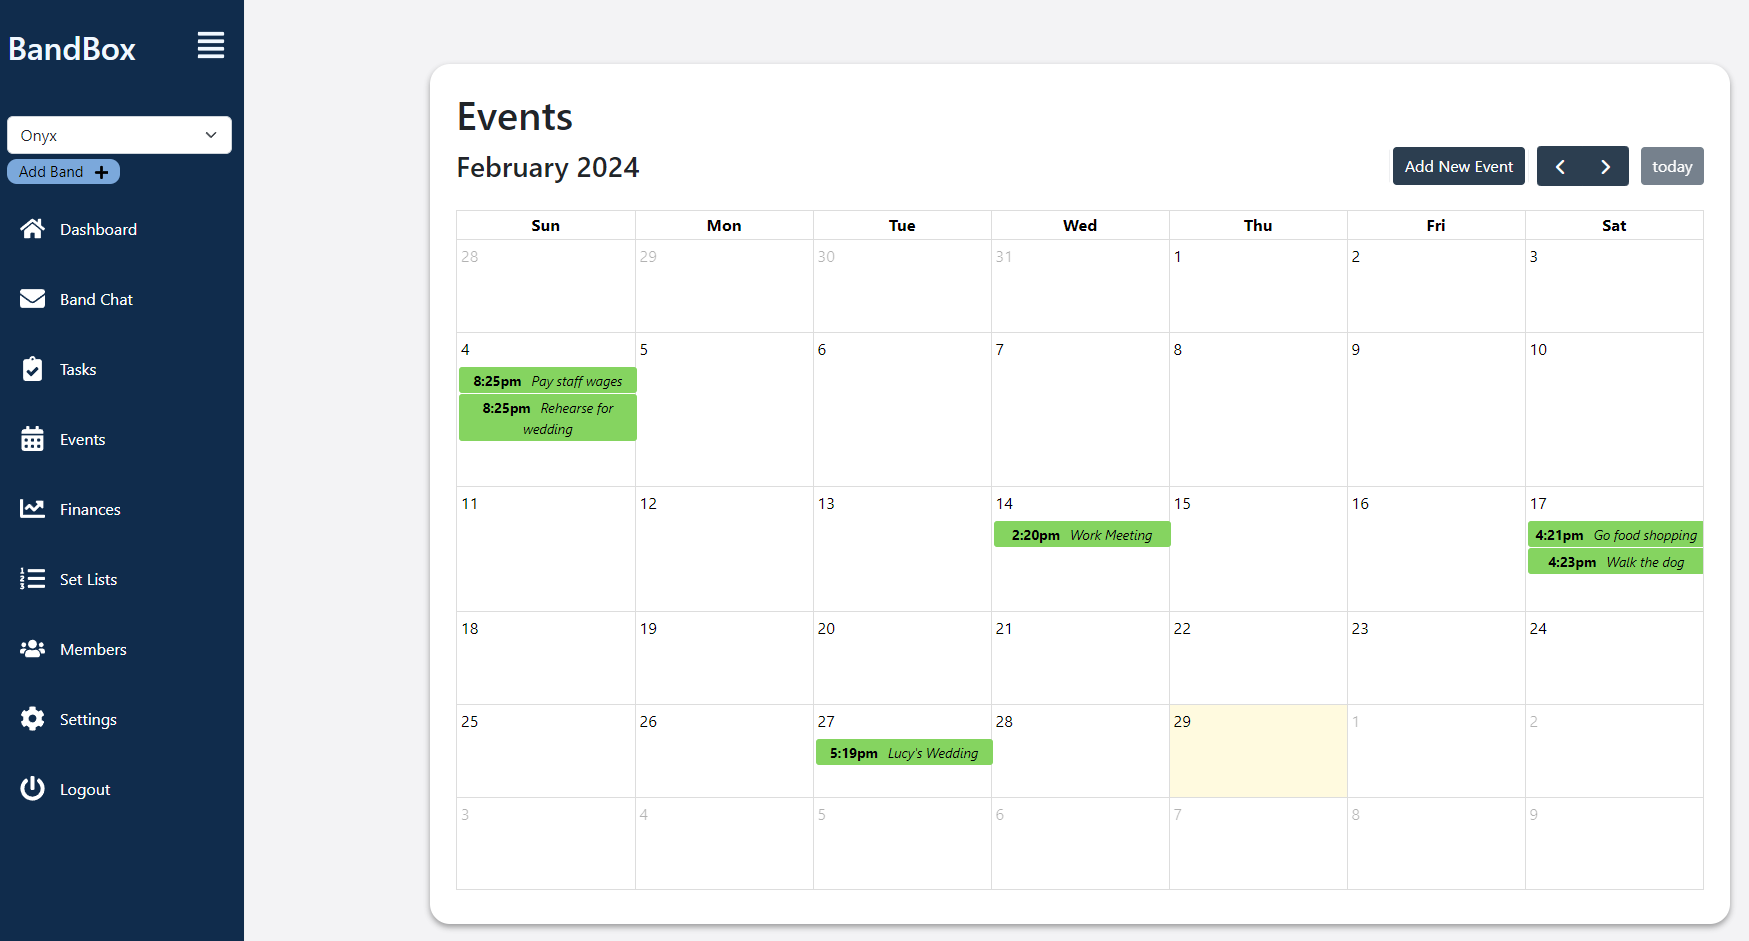 BandBox
Onyx
Add Band
Dashboard
Band Chat
Tasks
Events
Finances
Set Lists
Members
Settings
Logout
Events
February 2024
Add New Event
today
Sun Mon Tue Wed Thu Fri Sat
28 29 30 31 1 2 3
4 5 6 7 8 9 10
8:25pm Pay staff wages
8:25pm Rehearse for
wedding
11 12 13 14 15 16 17
2:20pm Work Meeting 4:21pm Go food shopping
4:23pm Walk the dog
18 19 20 21 22 23 24
25 26 27 28 29 1 2
5:19pm Lucy's Wedding
3 4 5 6 7 8 9